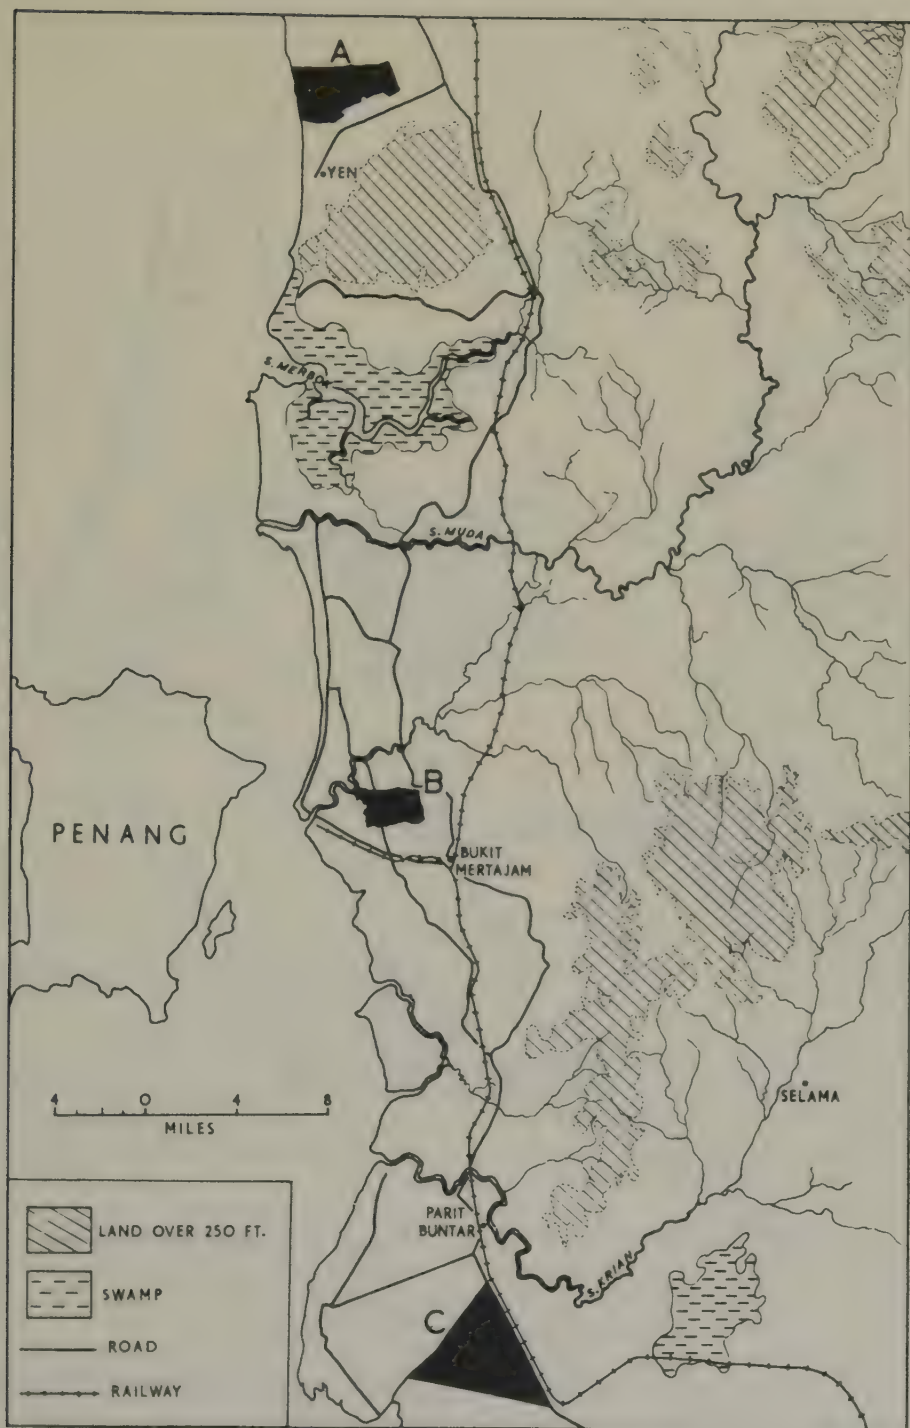 A
YEN
S. MERBOK
S. MUDA
B
PENANG
BUKIT
MERTAJAM
4 0 4 8
MILES
SELAMA
PARIT
BUNTAR
S. KRIAN
C
LAND OVER 250 FT.
SWAMP
ROAD
RAILWAY